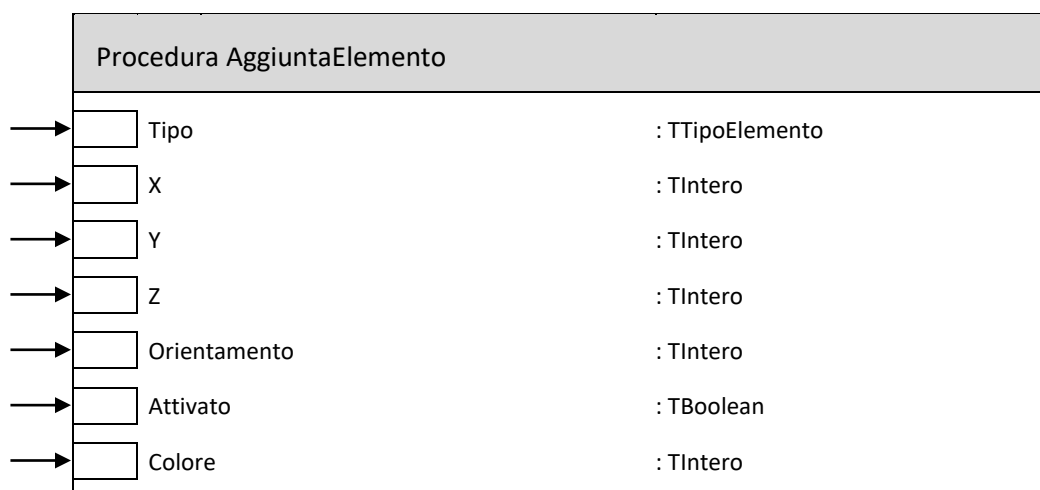 Procedura AggiuntaElemento
Tipo : TTipoElemento
X : TIntero
Y : TIntero
Z : TIntero
Orientamento : TIntero
Attivato : TBoolean
Colore : TIntero